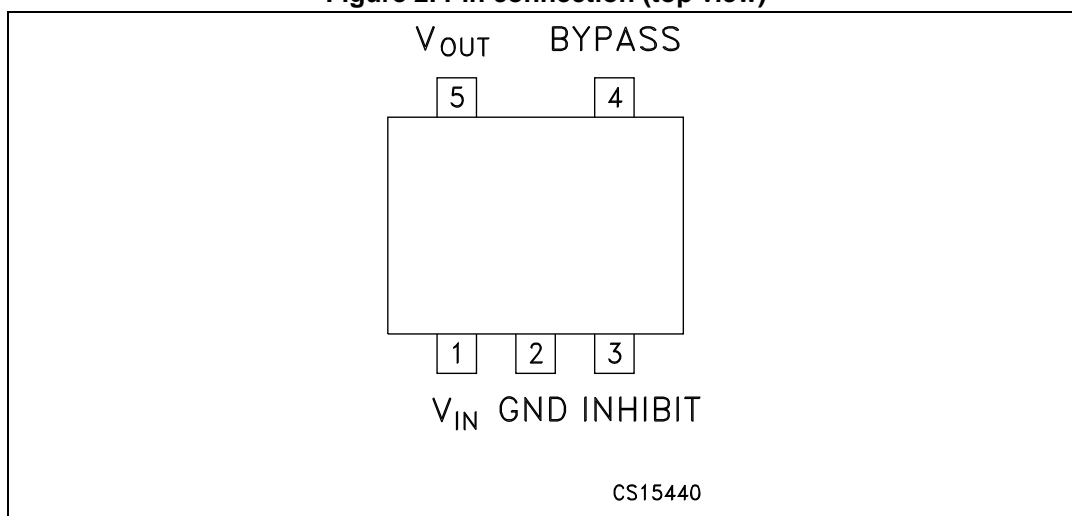 Figure 2. Pin connection (top view)
VOUT BYPASS
5 4
1 2 3
VIN GND INHIBIT
CS15440